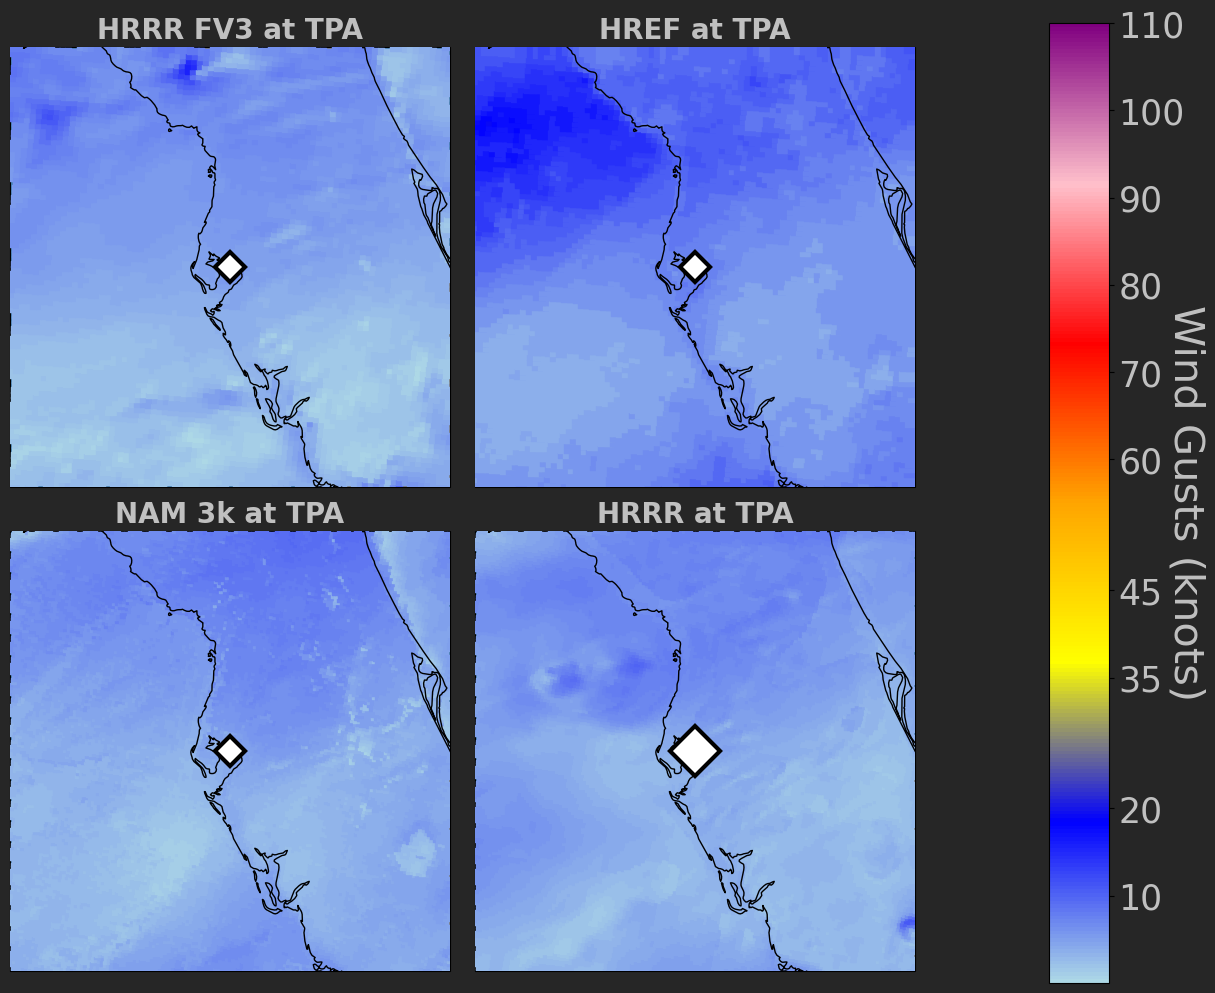 HRRR FV3 at TPA
HREF at TPA
NAM 3k at TPA
HRRR at TPA
110
100
90
80
70
60
45
35
20
10
Wind Gusts (knots)